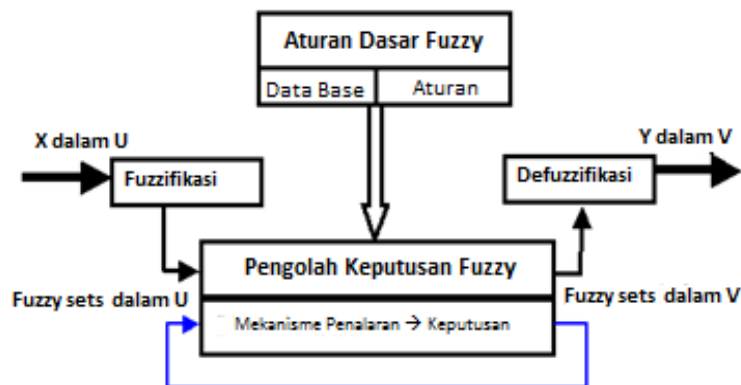 Aturan Dasar Fuzzy
Data Base
Aturan
X dalam U
Y dalam V
Fuzzifikasi
Defuzzifikasi
Pengolah Keputusan Fuzzy
Fuzzy sets dalam U
Fuzzy sets dalam V
Mekanisme Penalaran → Keputusan